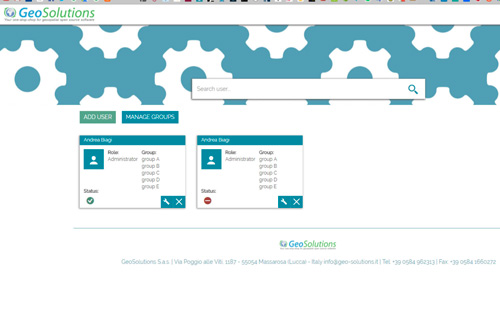 GeoSolutions
Your one-stop-shop for geospatial open source software
Search user...
ADD USER
MANAGE GROUPS
Andrea Biagi
Role:
Group:
Administrator
group A
group B
group C
group D
group E
Status:
Andrea Biagi
Role:
Group:
Administrator
group A
group B
group C
group D
group E
Status:
GeoSolutions
GeoSolutions S.a.s. | Via Poggio alle Viti, 1187 - 55054 Massarosa (Lucca) - Italy info@geo-solutions.it | Tel: +39 0584 962313 | Fax: +39 0584 1660272